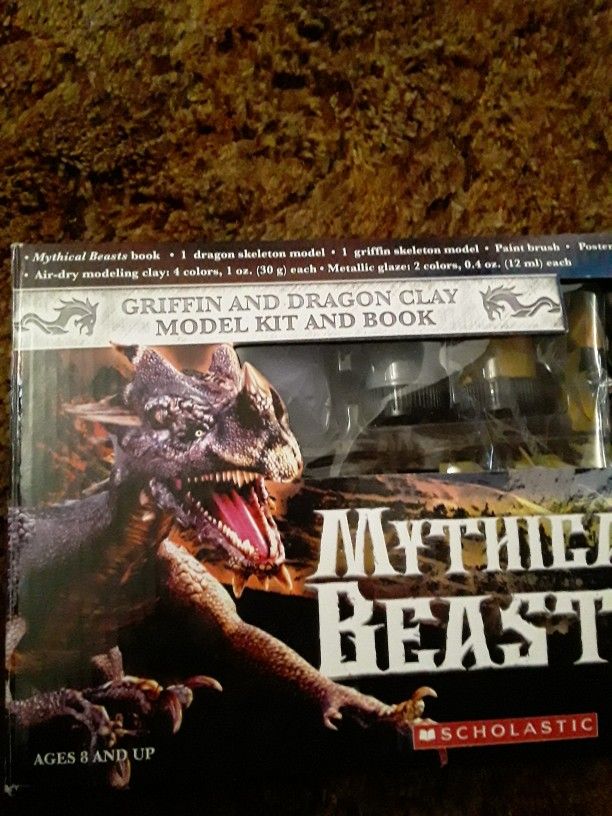 • Mythical Beasts book • 1 dragon skeleton model • 1 griffin skeleton model • Paint brush • Poster
• Air-dry modeling clay: 4 colors, 1 oz. (30 g) each • Metallic glaze: 2 colors, 0.4 oz. (12 ml) each
GRIFFIN AND DRAGON CLAY
MODEL KIT AND BOOK
MYTHICA
BEAST
SCHOLASTIC
AGES 8 AND UP